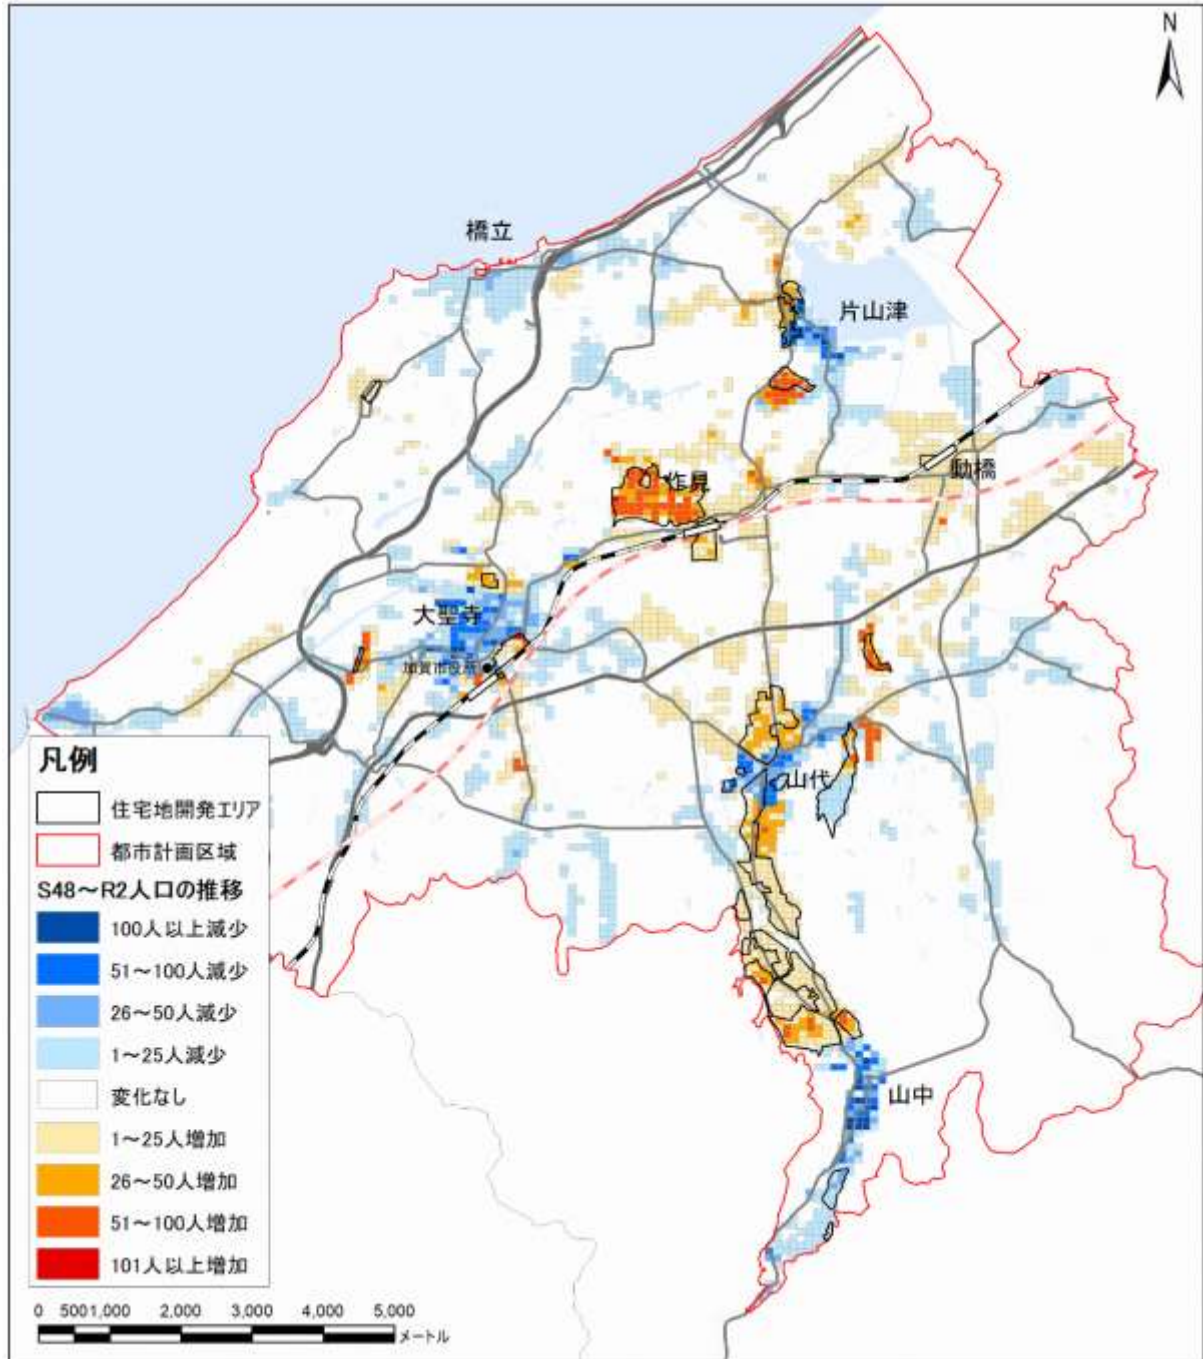 N
橋立
片山津
動橋
作見
大聖寺
加賀市役所
山代
山中
凡例
住宅地開発エリア
都市計画区域
S48～R2人口の推移
100人以上減少
51～100人減少
26～50人減少
1～25人減少
変化なし
1～25人増加
26～50人増加
51～100人増加
101人以上増加
0 500 1,000 2,000 3,000 4,000 5,000
メートル